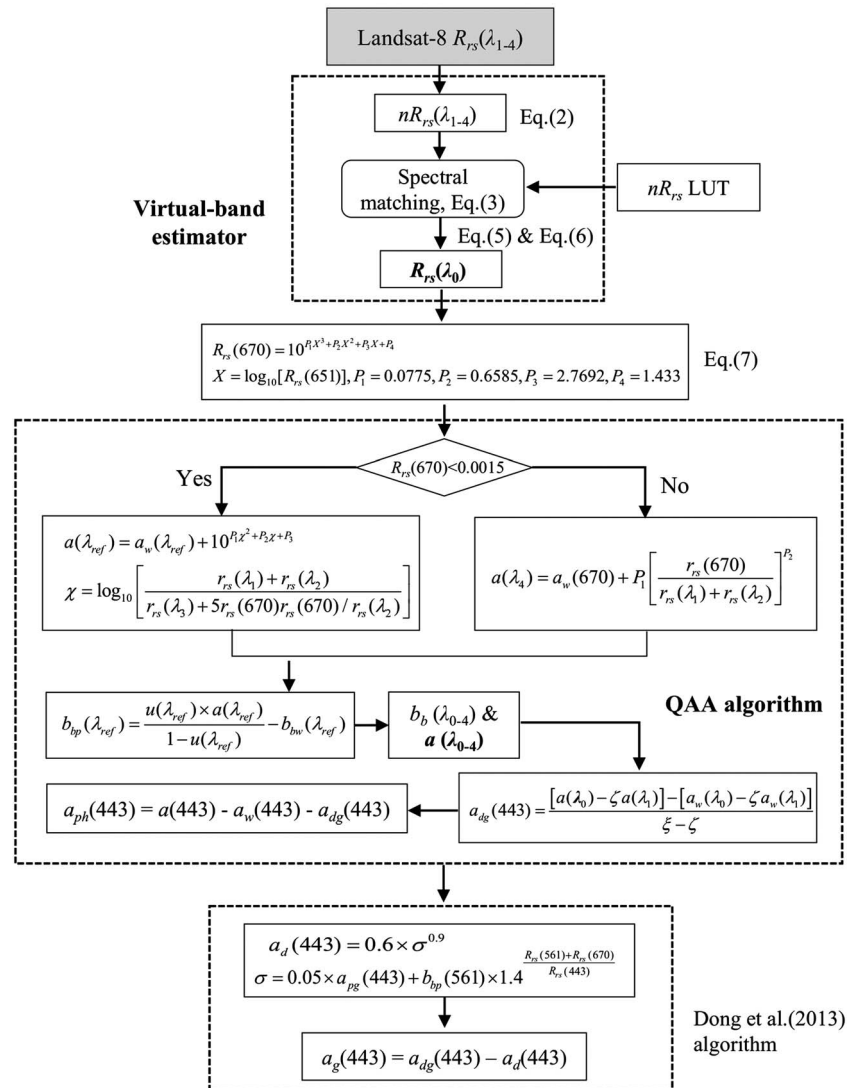 Landsat-8 Rrs(λ1-4)
nRrs(λ1-4)
Eq.(2)
Spectral
matching, Eq.(3)
nRrs LUT
Virtual-band
estimator
Eq.(5) & Eq.(6)
Rrs(λ0)
Rrs(670) = 10^(P1X^3+P2X^2+P3X+P4)
X = log10[Rrs(651)], P1 = 0.0775, P2 = 0.6585, P3 = 2.7692, P4 = 1.433
Eq.(7)
Rrs(670)<0.0015
Yes
No
a(λref) = aw(λref) + 10^(P1χ^2+P2χ+P3)
χ = log10[(rrs(λ1) + rrs(λ2)) / (rrs(λ3) + 5rrs(670)rrs(670) / rrs(λ2))]
a(λ4) = aw(670) + P1[rrs(670) / (rrs(λ1) + rrs(λ2))]^P2
bbp(λref) = (u(λref) × a(λref)) / (1 − u(λref)) − bbw(λref)
bb (λ0-4) &
a (λ0-4)
QAA algorithm
adg(443) = ([a(λ0) − ζa(λ1)] − [aw(λ0) − ζaw(λ1)]) / (ξ − ζ)
aph(443) = a(443) - aw(443) - adg(443)
ad(443) = 0.6 × σ^0.9
σ = 0.05 × apg(443) + bbp(561) × 1.4^((Rrs(561)+Rrs(670)) / Rrs(443))
ag(443) = adg(443) − ad(443)
Dong et al.(2013)
algorithm